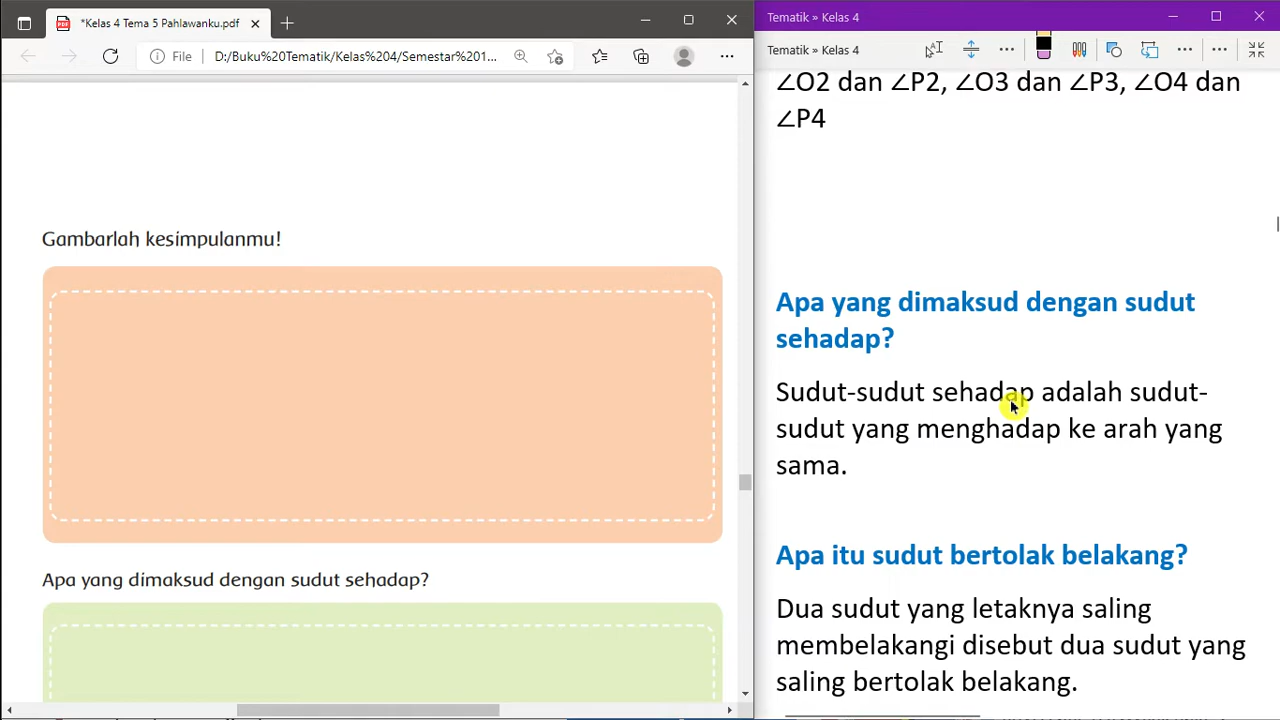 *Kelas 4 Tema 5 Pahlawanku.pdf
File D:/Buku%20Tematik/Kelas%204/Semestar%201...
Gambarlah kesimpulanmu!
Apa yang dimaksud dengan sudut sehadap?
Tematik » Kelas 4
Tematik » Kelas 4
∠O2 dan ∠P2, ∠O3 dan ∠P3, ∠O4 dan
∠P4
Apa yang dimaksud dengan sudut
sehadap?
Sudut-sudut sehadap adalah sudut-
sudut yang menghadap ke arah yang
sama.
Apa itu sudut bertolak belakang?
Dua sudut yang letaknya saling
membelakangi disebut dua sudut yang
saling bertolak belakang.